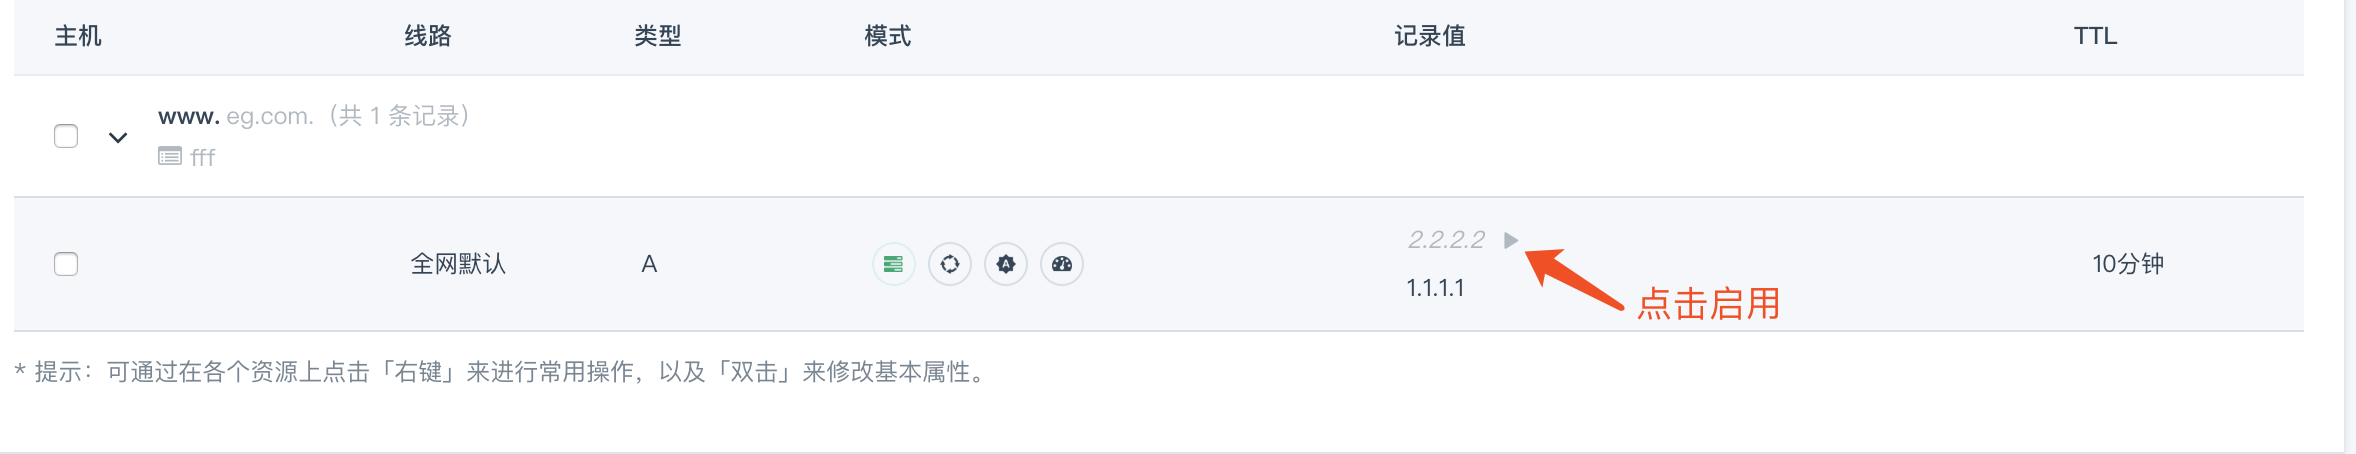 主机 线路 类型 模式 记录值 TTL
www. eg.com.（共 1 条记录）
fff
全网默认 A 2.2.2.2 10分钟
1.1.1.1
点击启用
* 提示：可通过在各个资源上点击「右键」来进行常用操作，以及「双击」来修改基本属性。